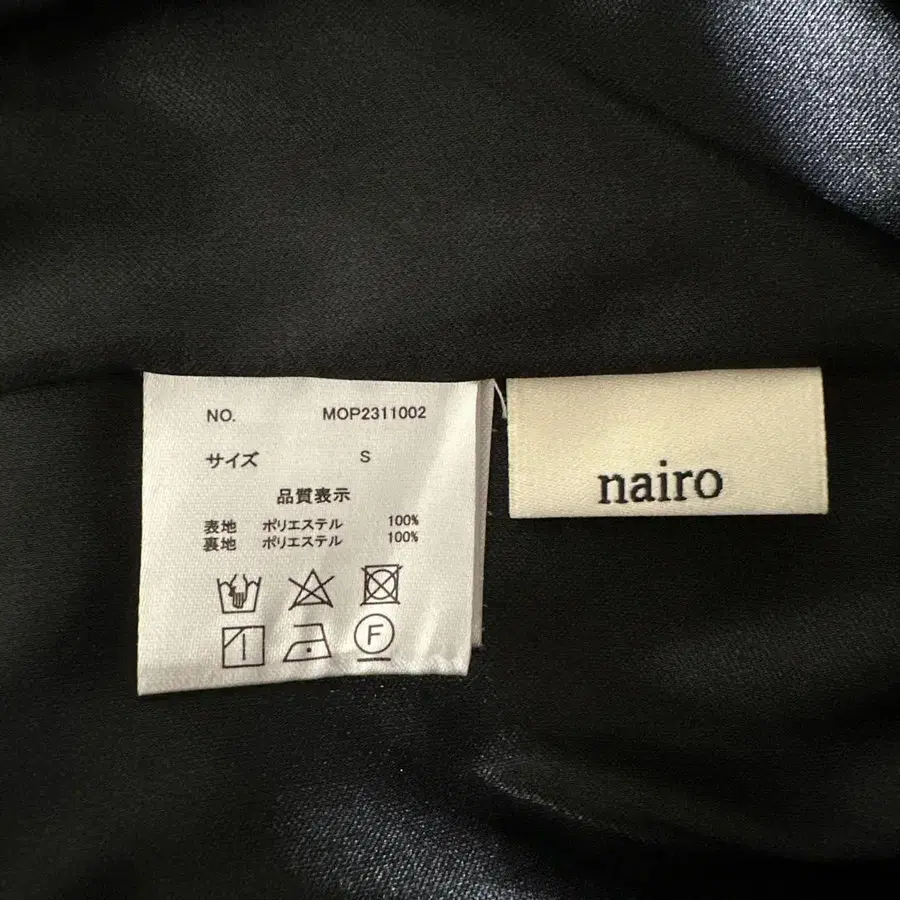 NO. MOP2311002
サイズ S
品質表示
表地 ポリエステル 100%
裏地 ポリエステル 100%
F
nairo